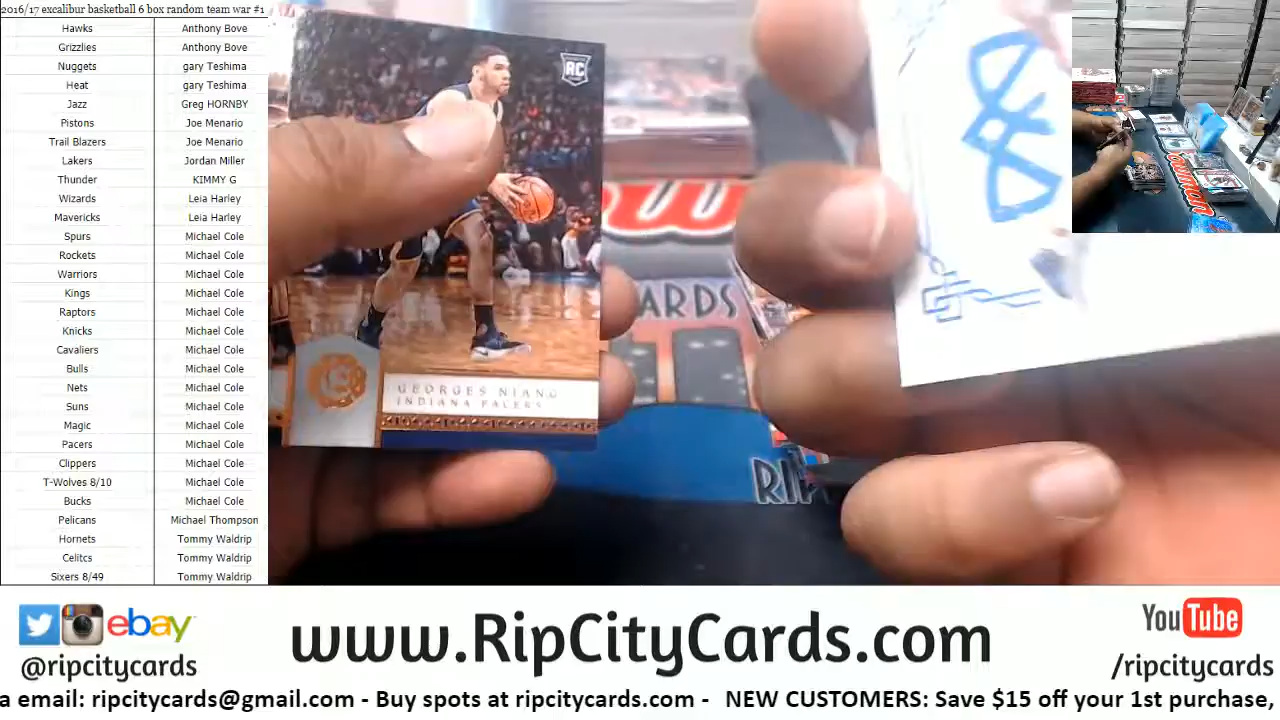 2016/17 excalibur basketball 6 box random team war #1
Hawks Anthony Bove
Grizzlies Anthony Bove
Nuggets gary Teshima
Heat gary Teshima
Jazz Greg HORNBY
Pistons Joe Menario
Trail Blazers Joe Menario
Lakers Jordan Miller
Thunder KIMMY G
Wizards Leia Harley
Mavericks Leia Harley
Spurs Michael Cole
Rockets Michael Cole
Warriors Michael Cole
Kings Michael Cole
Raptors Michael Cole
Knicks Michael Cole
Cavaliers Michael Cole
Bulls Michael Cole
Nets Michael Cole
Suns Michael Cole
Magic Michael Cole
Pacers Michael Cole
Clippers Michael Cole
T-Wolves 8/10 Michael Cole
Bucks Michael Cole
Pelicans Michael Thompson
Hornets Tommy Waldrip
Celitcs Tommy Waldrip
Sixers 8/49 Tommy Waldrip
RC
GEORGES NIANG
INDIANA PACERS
CARDS
RIP
ebay
@ripcitycards
www.RipCityCards.com
YouTube
/ripcitycards
a email: ripcitycards@gmail.com - Buy spots at ripcitycards.com - NEW CUSTOMERS: Save $15 off your 1st purchase,